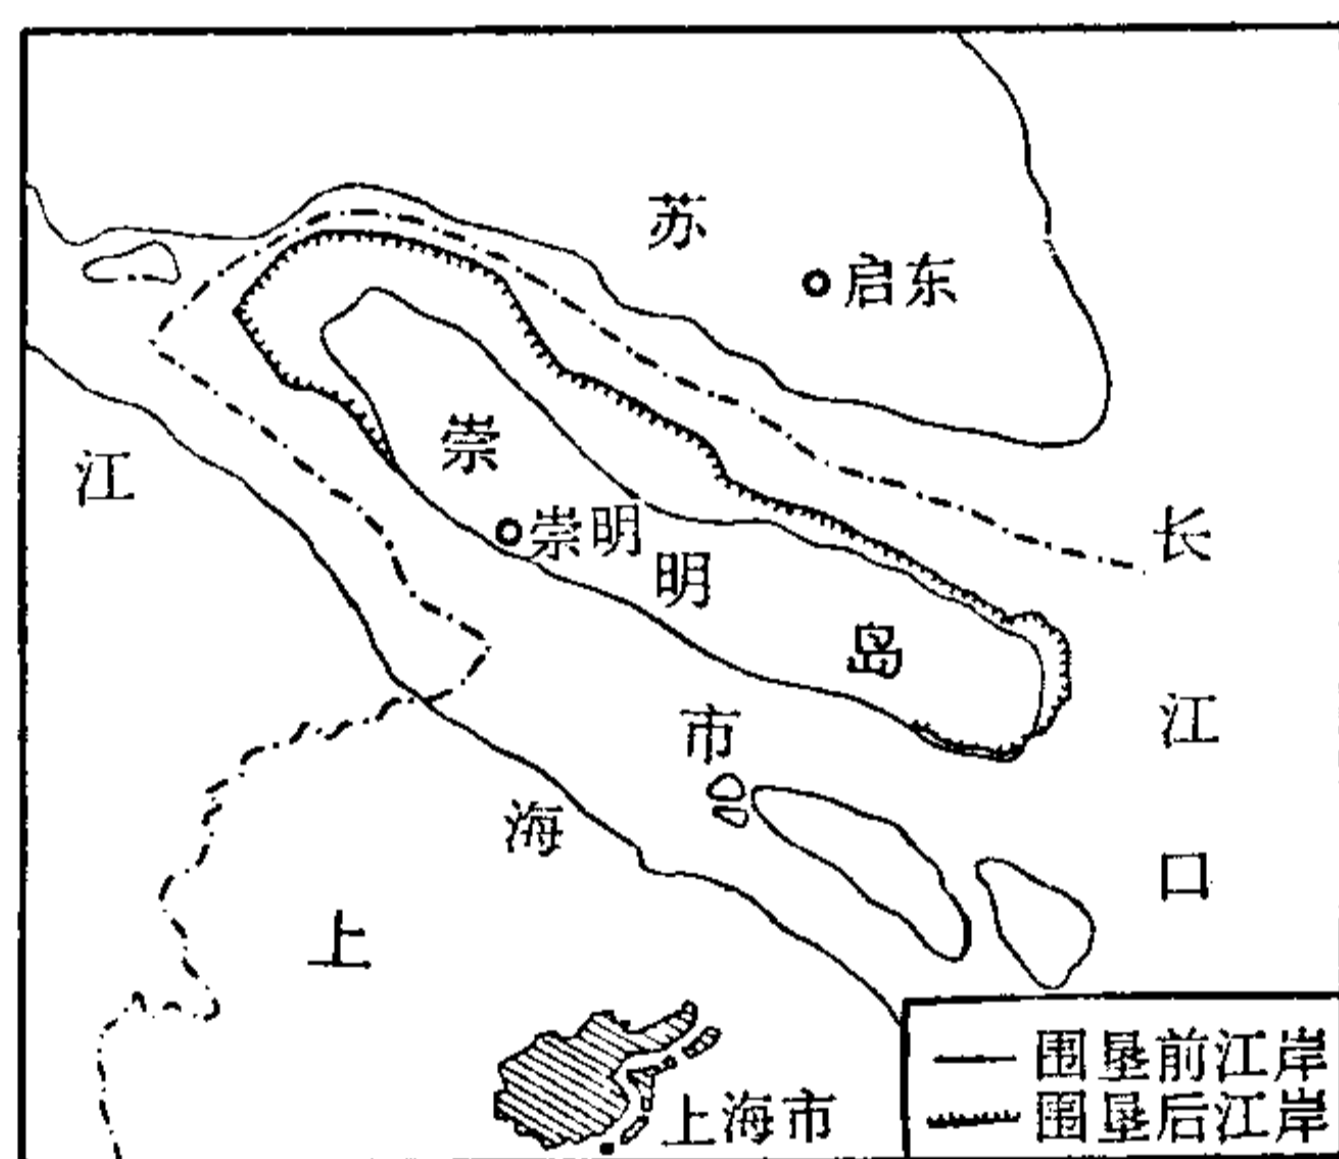 苏
启东
江
崇
崇明
明
岛
长
江
口
市
海
上
上海市
围垦前江岸
围垦后江岸